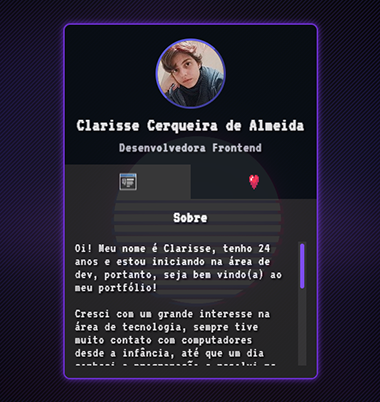 Clarisse Cerqueira de Almeida
Desenvolvedora Frontend
Sobre
Oi! Meu nome é Clarisse, tenho 24
anos e estou iniciando na área de
dev, portanto, seja bem vindo(a) ao
meu portfólio!
Cresci com um grande interesse na
área de tecnologia, sempre tive
muito contato com computadores
desde a infância, até que um dia